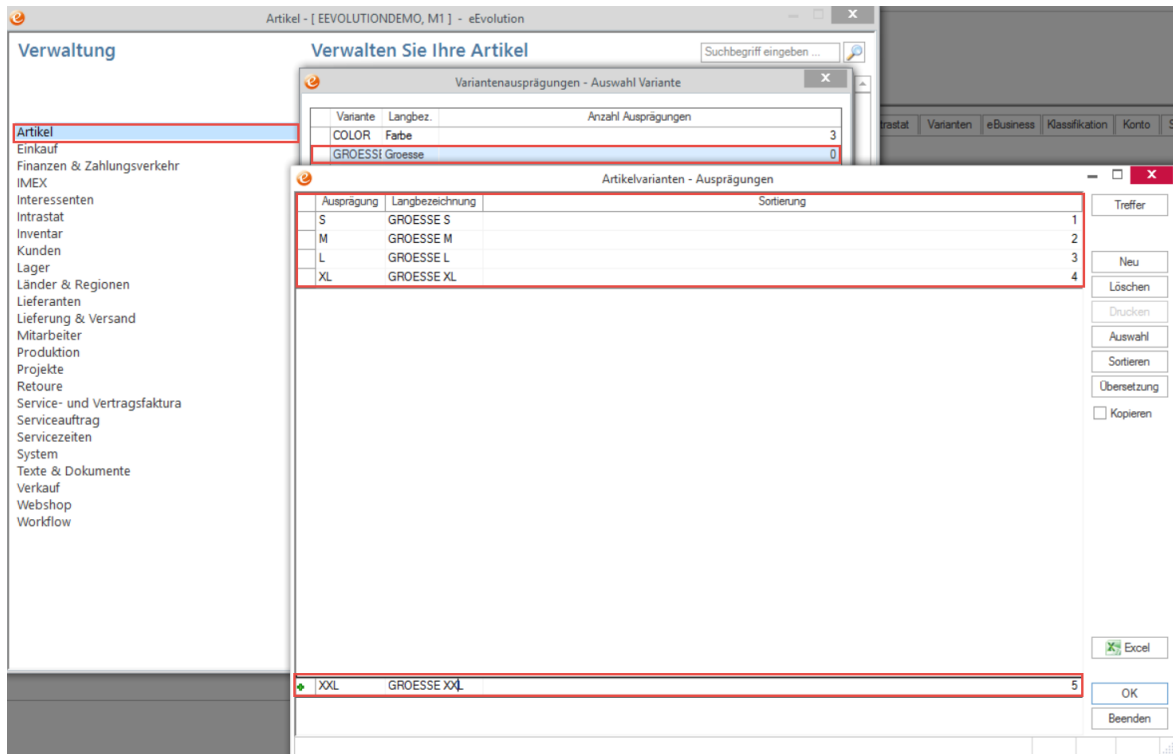 Artikel - [ EEVOLUTIONDEMO, M1 ] - eEvolution
x
Verwaltung
Verwalten Sie Ihre Artikel
Suchbegriff eingeben ...
Artikel
Einkauf
Finanzen & Zahlungsverkehr
IMEX
Interessenten
Intrastat
Inventar
Kunden
Lager
Länder & Regionen
Lieferanten
Lieferung & Versand
Mitarbeiter
Produktion
Projekte
Retoure
Service- und Vertragsfaktura
Serviceauftrag
Servicezeiten
System
Texte & Dokumente
Verkauf
Webshop
Workflow
Variantenausprägungen - Auswahl Variante
x
Variante Langbez. Anzahl Ausprägungen
COLOR Farbe 3
GROESSE Groesse 0
trastat Varianten eBusiness Klassifikation Konto S
Artikelvarianten - Ausprägungen
x
Ausprägung Langbezeichnung Sortierung
S GROESSE S 1
M GROESSE M 2
L GROESSE L 3
XL GROESSE XL 4
XXL GROESSE XXL 5
Treffer
Neu
Löschen
Drucken
Auswahl
Sortieren
Übersetzung
Kopieren
Excel
OK
Beenden